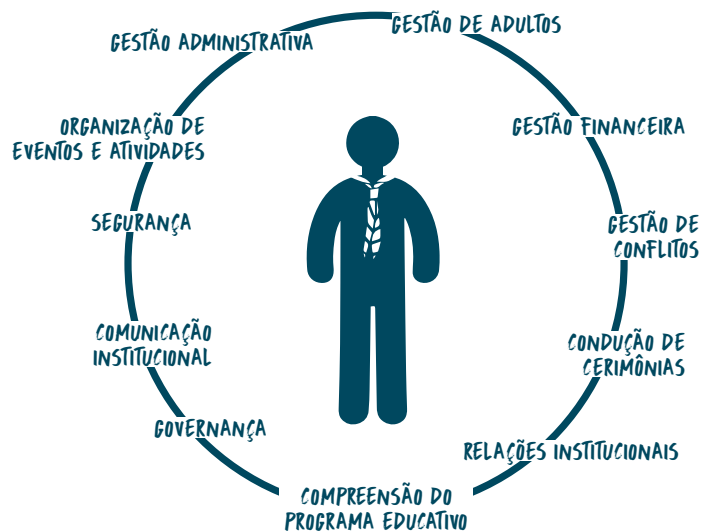 GESTÃO DE ADULTOS
GESTÃO ADMINISTRATIVA
GESTÃO FINANCEIRA
ORGANIZAÇÃO DE
EVENTOS E ATIVIDADES
SEGURANÇA
GESTÃO DE
CONFLITOS
COMUNICAÇÃO
INSTITUCIONAL
CONDUÇÃO DE
CERIMÔNIAS
GOVERNANÇA
RELAÇÕES INSTITUCIONAIS
COMPREENSÃO DO
PROGRAMA EDUCATIVO